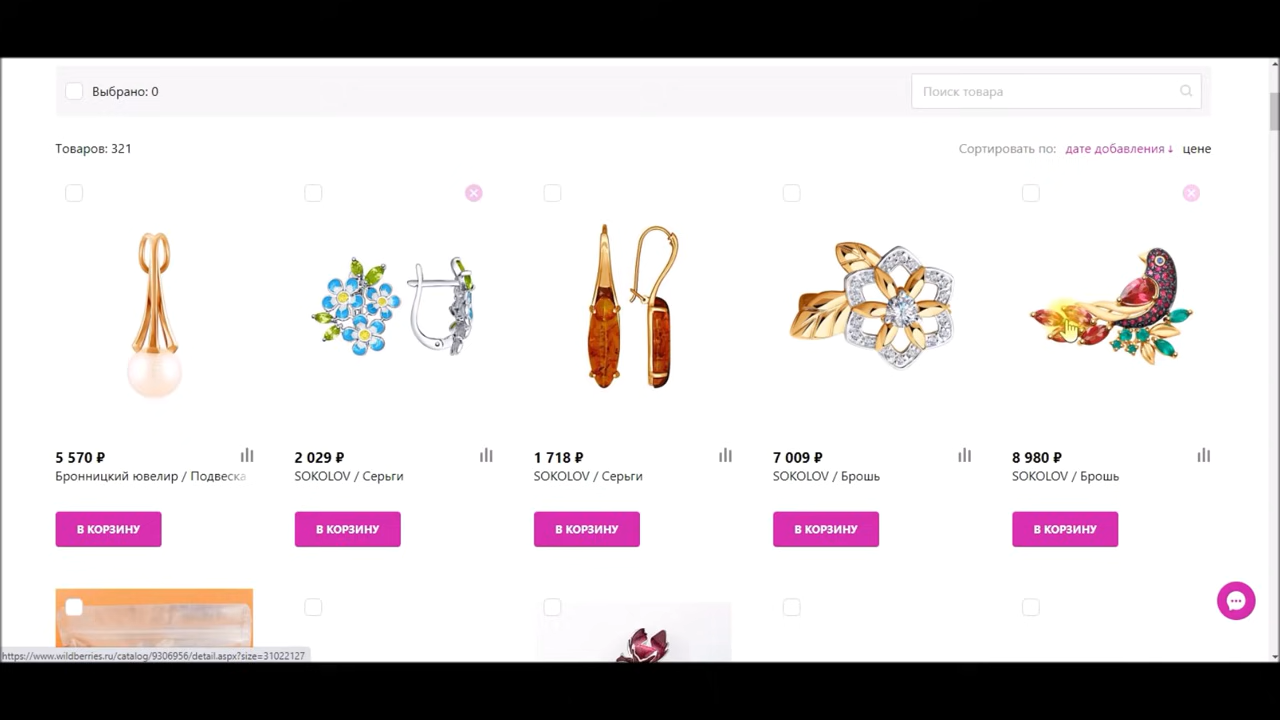 Выбрано: 0
Поиск товара
Товаров: 321
Сортировать по: дате добавления ↓ цене
5 570 ₽
Бронницкий ювелир / Подвеска
В КОРЗИНУ
2 029 ₽
SOKOLOV / Серьги
В КОРЗИНУ
1 718 ₽
SOKOLOV / Серьги
В КОРЗИНУ
7 009 ₽
SOKOLOV / Брошь
В КОРЗИНУ
8 980 ₽
SOKOLOV / Брошь
В КОРЗИНУ
https://www.wildberries.ru/catalog/9306956/detail.aspx?size=31022127